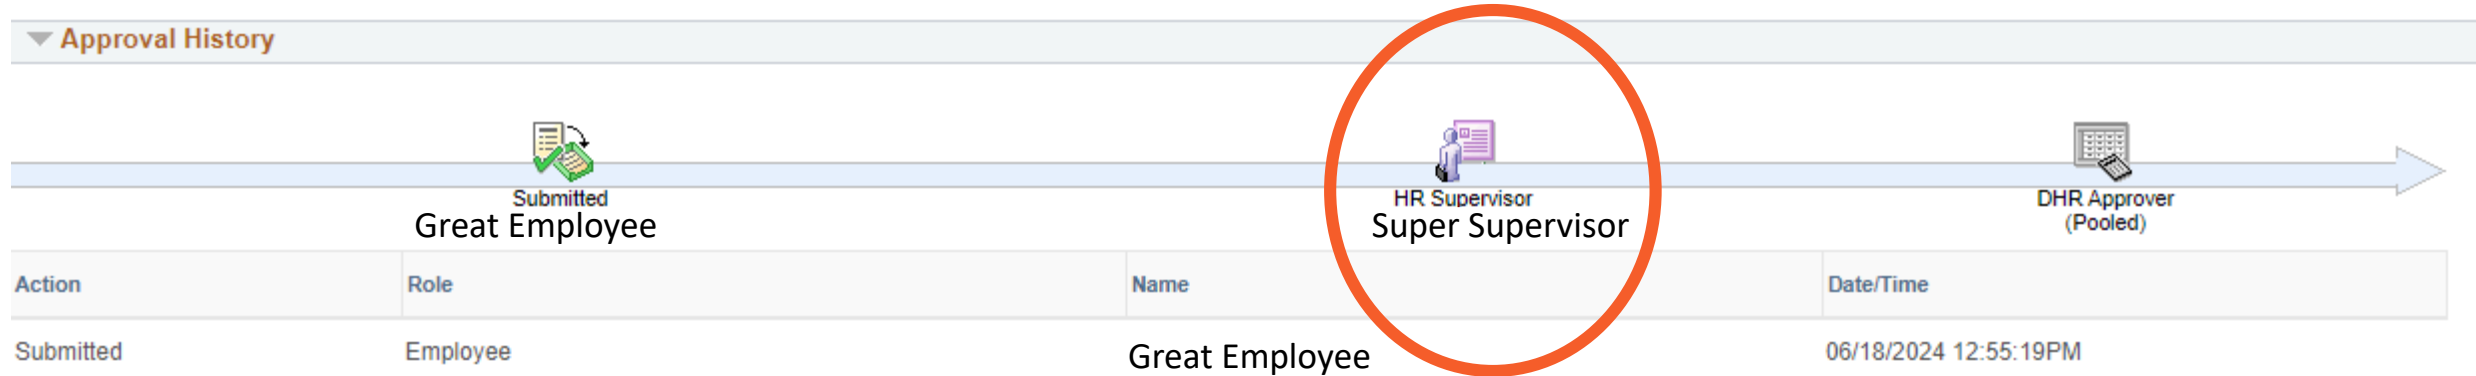 Approval History
Submitted
Great Employee
HR Supervisor
Super Supervisor
DHR Approver
(Pooled)
Action Role Name Date/Time
Submitted Employee Great Employee 06/18/2024 12:55:19PM